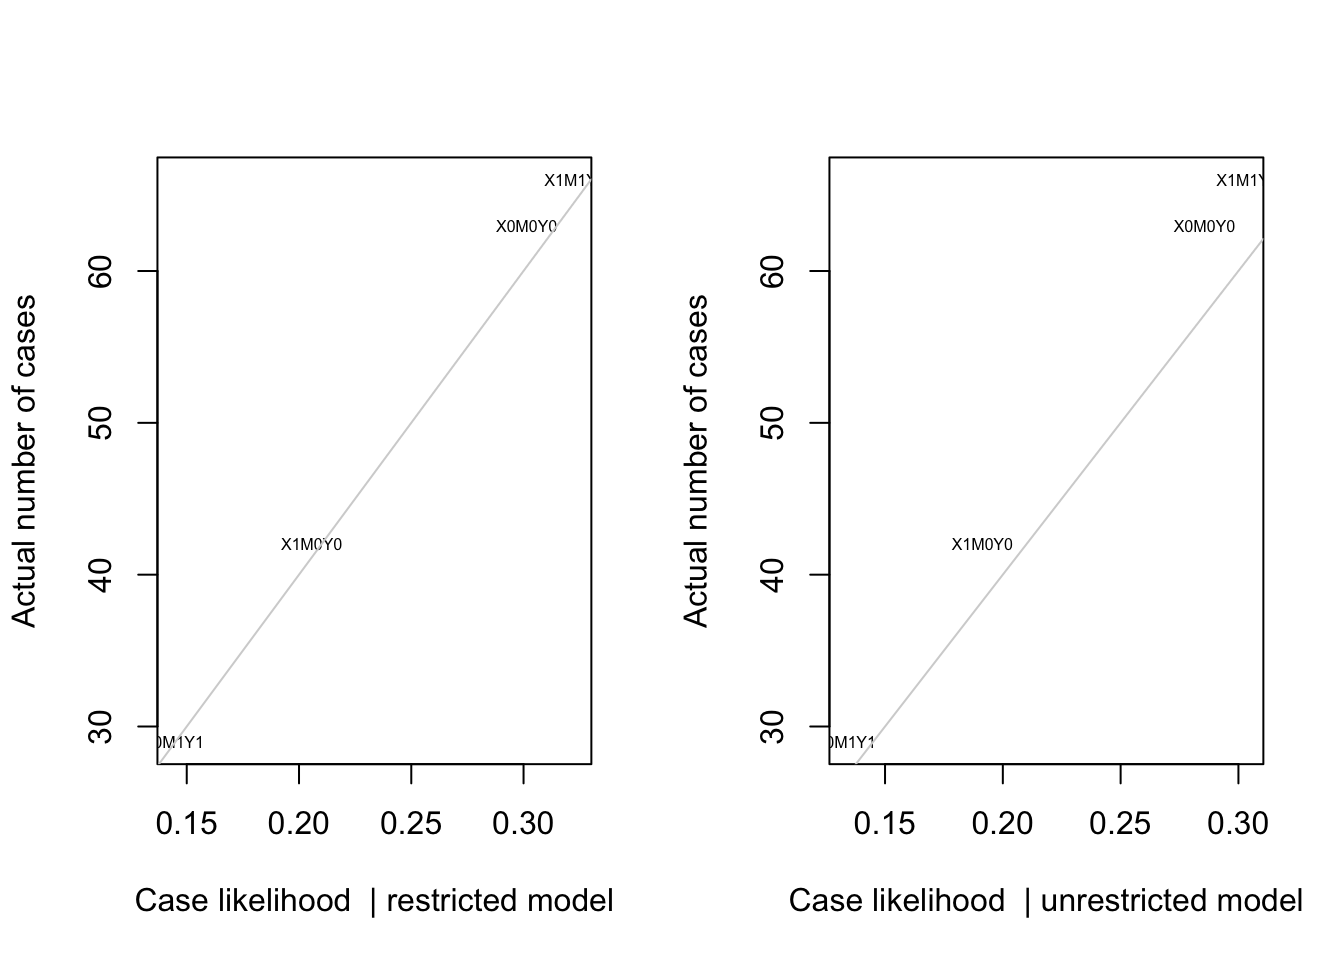 Actual number of cases
60
50
40
30
X1M1Y
X0M0Y0
X1M0Y0
0M1Y1
0.15 0.20 0.25 0.30
Case likelihood | restricted model
Actual number of cases
60
50
40
30
X1M1Y
X0M0Y0
X1M0Y0
0M1Y1
0.15 0.20 0.25 0.30
Case likelihood | unrestricted model